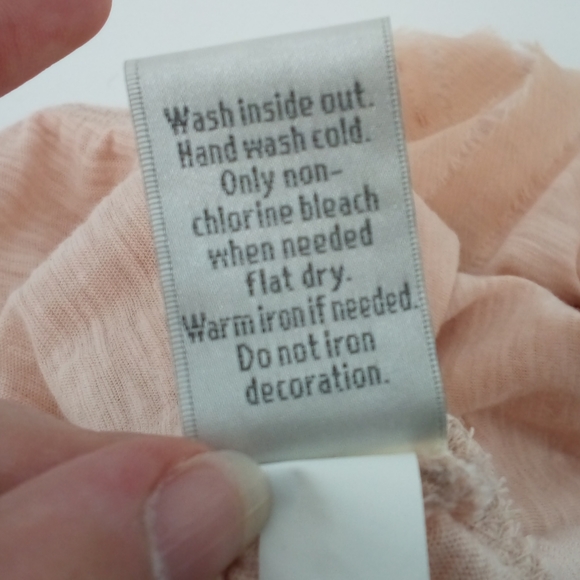 Wash inside out.
Hand wash cold.
Only non-
chlorine bleach
when needed
flat dry.
Warm iron if needed.
Do not iron
decoration.